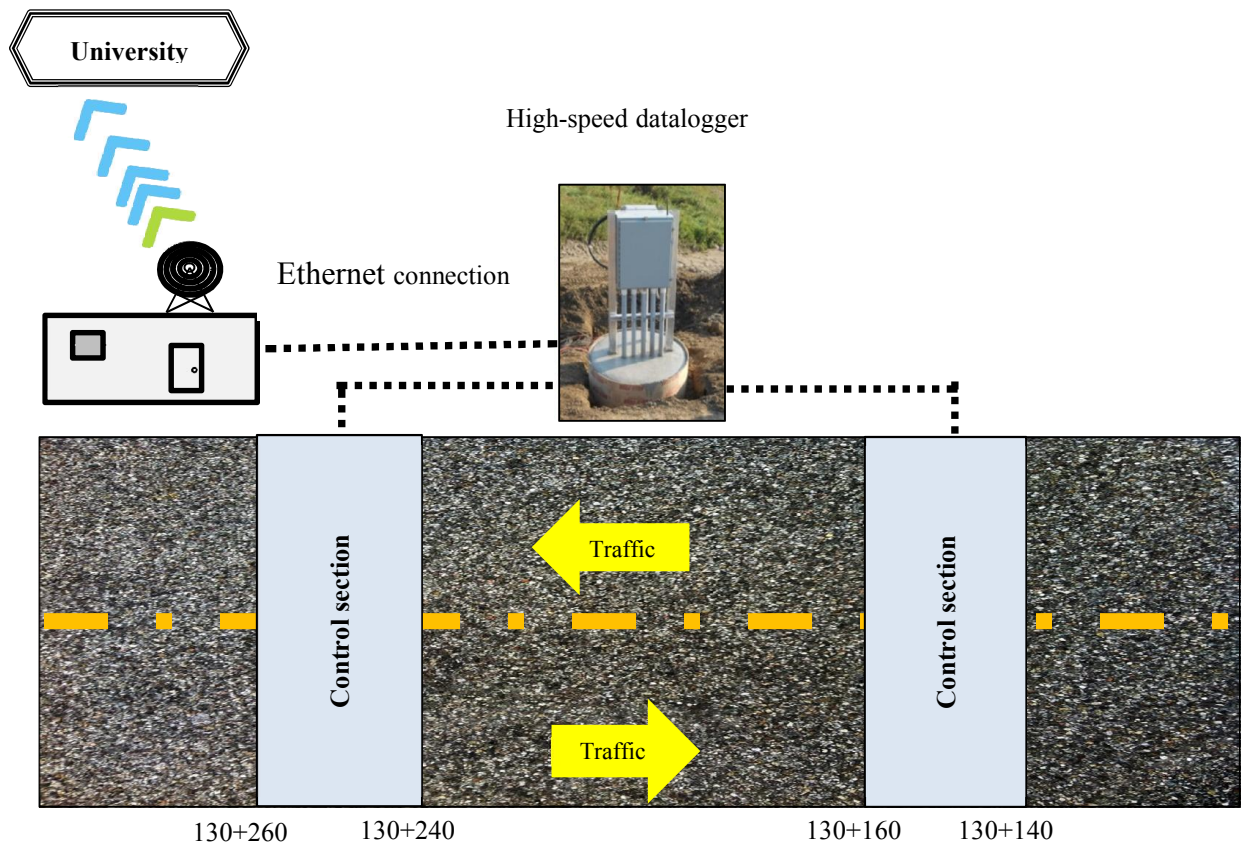 University
High-speed datalogger
Ethernet connection
Traffic
Control section
Control section
Traffic
130+260
130+240
130+160
130+140